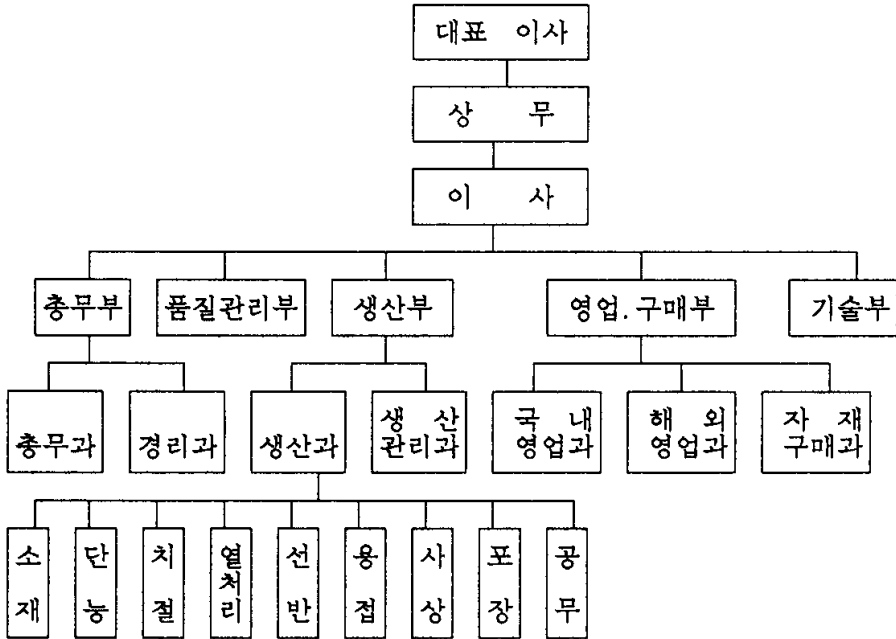 대표 이사
상 무
이 사
총무부 품질관리부 생산부 영업.구매부 기술부
총무과 경리과 생산과 생 산 관리과 국 내 영업과 해 외 영업과 자 재 구매과
소재 단능 치절 열처리 선반 용접 사상 포장 공무